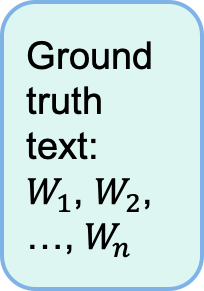 Ground
truth
text:
𝑊₁, 𝑊₂,
…, 𝑊ₙ